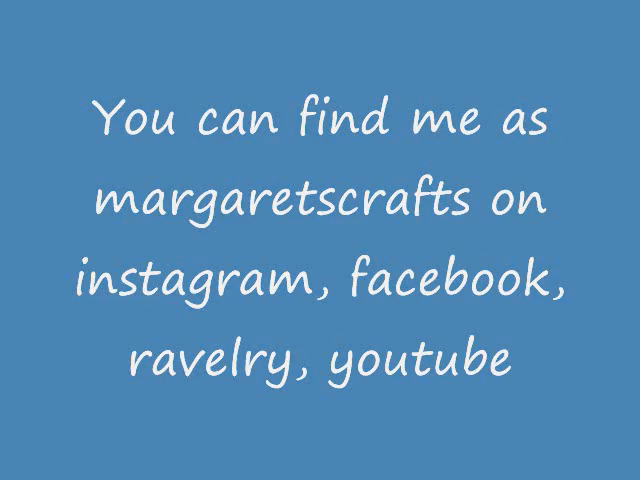 You can find me as
margaretscrafts on
instagram, facebook,
ravelry, youtube